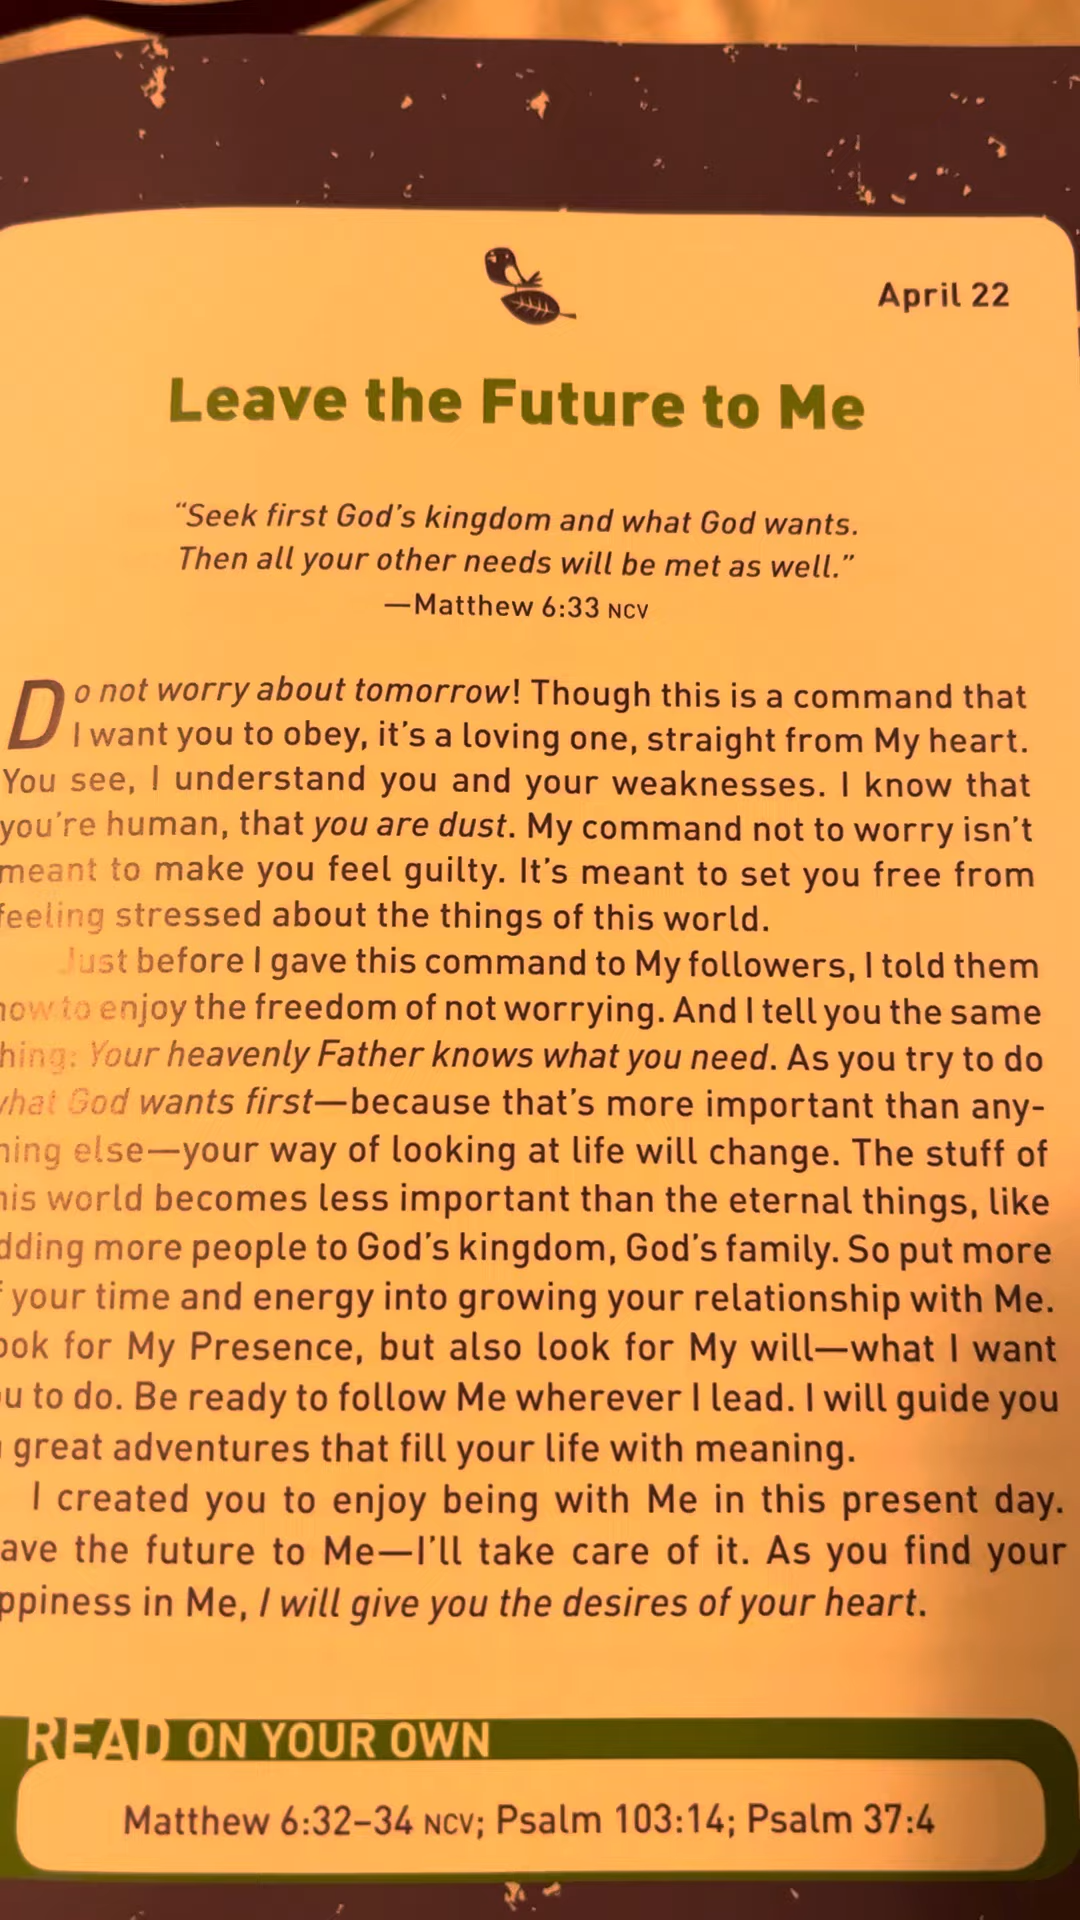 April 22
Leave the Future to Me
“Seek first God’s kingdom and what God wants.
Then all your other needs will be met as well.”
—Matthew 6:33 NCV
Do not worry about tomorrow! Though this is a command that
I want you to obey, it’s a loving one, straight from My heart.
You see, I understand you and your weaknesses. I know that
you’re human, that you are dust. My command not to worry isn’t
meant to make you feel guilty. It’s meant to set you free from
feeling stressed about the things of this world.
Just before I gave this command to My followers, I told them
how to enjoy the freedom of not worrying. And I tell you the same
hing: Your heavenly Father knows what you need. As you try to do
what God wants first—because that’s more important than any-
hing else—your way of looking at life will change. The stuff of
his world becomes less important than the eternal things, like
dding more people to God’s kingdom, God’s family. So put more
your time and energy into growing your relationship with Me.
ook for My Presence, but also look for My will—what I want
u to do. Be ready to follow Me wherever I lead. I will guide you
great adventures that fill your life with meaning.
I created you to enjoy being with Me in this present day.
ave the future to Me—I’ll take care of it. As you find your
ppiness in Me, I will give you the desires of your heart.
READ ON YOUR OWN
Matthew 6:32–34 NCV; Psalm 103:14; Psalm 37:4